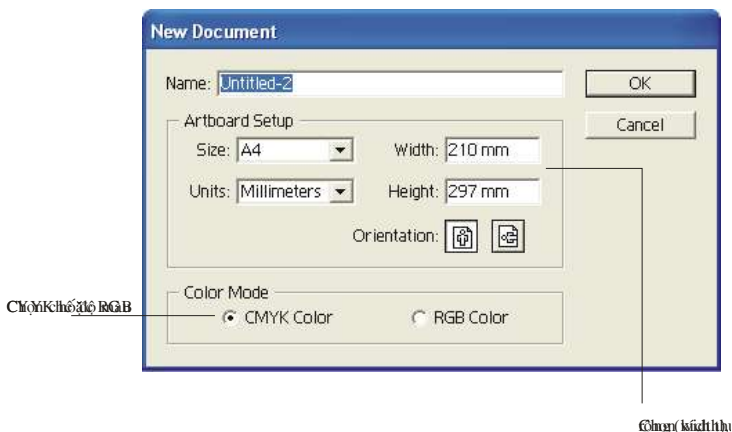 New Document
Name: Untitled-2
OK
Artboard Setup
Cancel
Size: A4 Width: 210 mm
Units: Millimeters Height: 297 mm
Orientation:
Color Mode
CMYK Color RGB Color
RGB